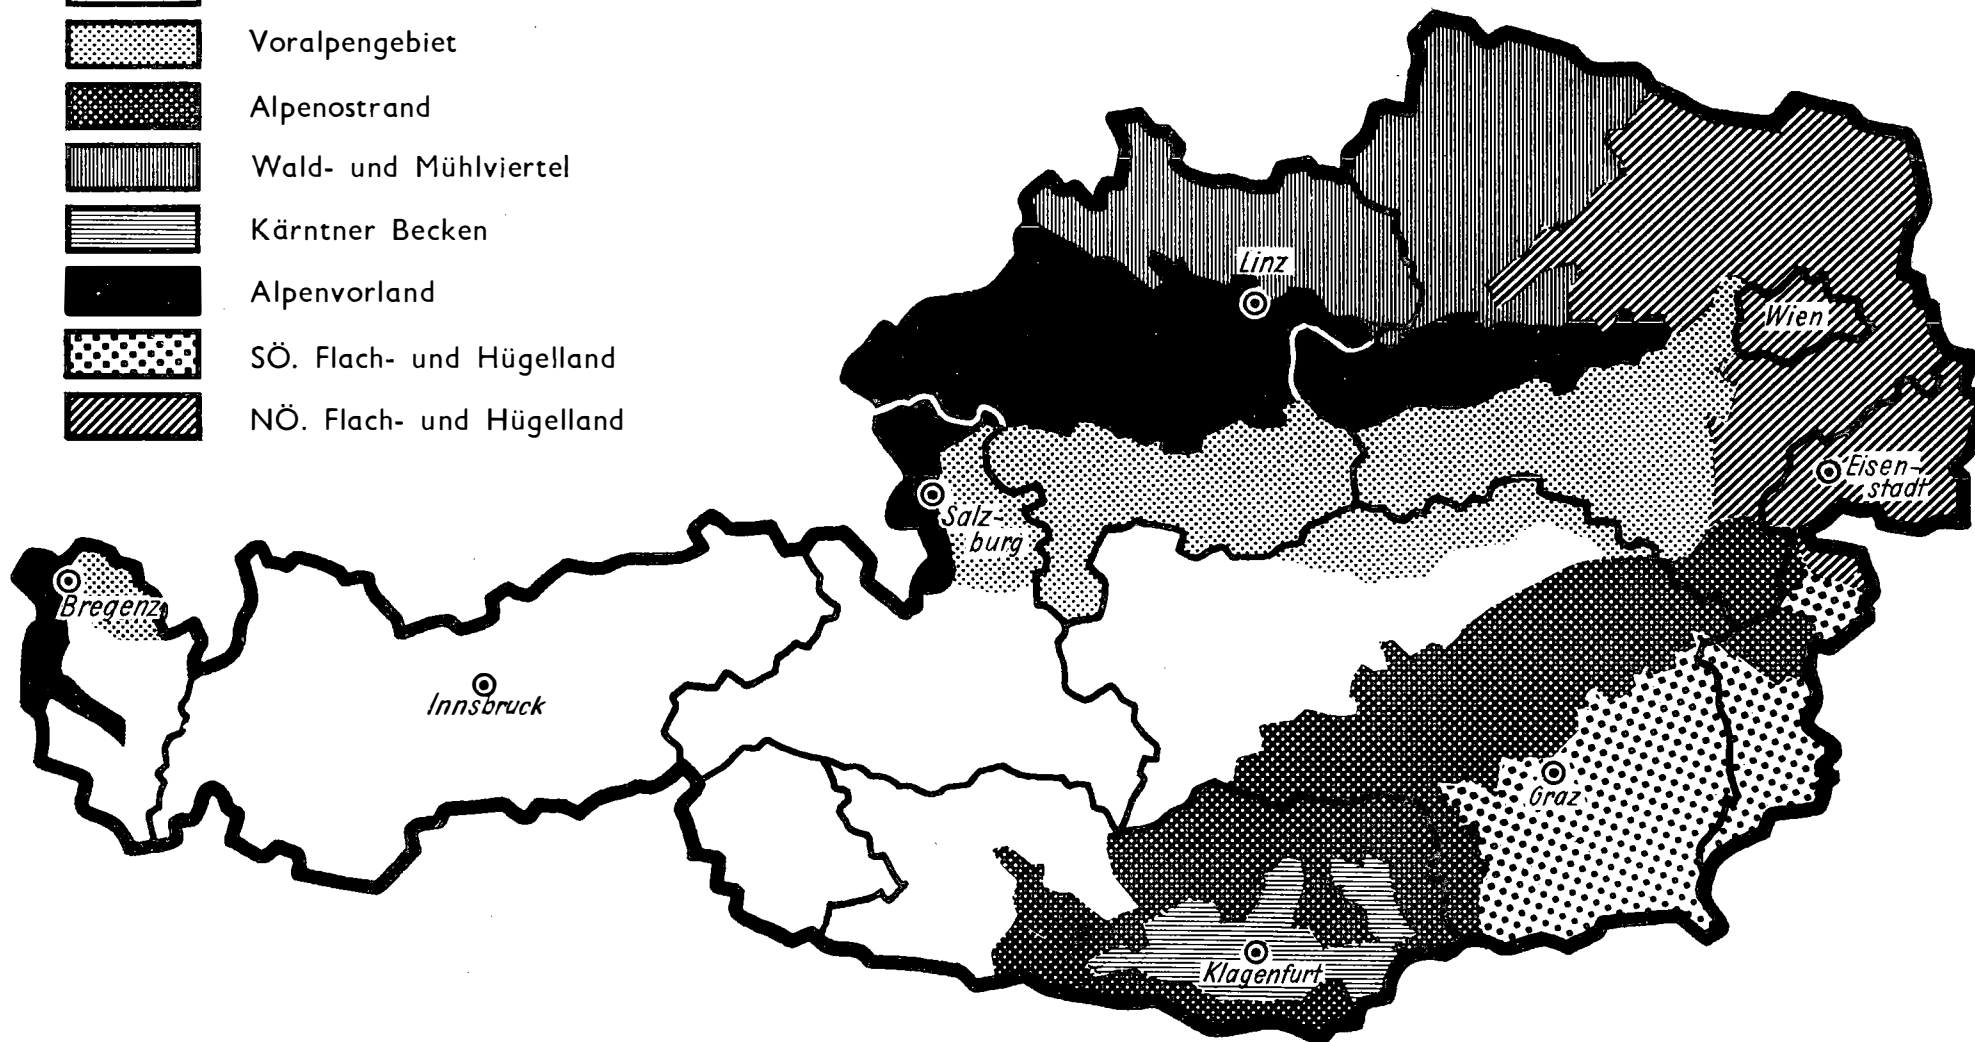 Voralpengebiet
Alpenostrand
Wald- und Mühlviertel
Kärntner Becken
Alpenvorland
SÖ. Flach- und Hügelland
NÖ. Flach- und Hügelland
Linz
Wien
Eisen-
stadt
Salz-
burg
Bregenz
Innsbruck
Graz
Klagenfurt